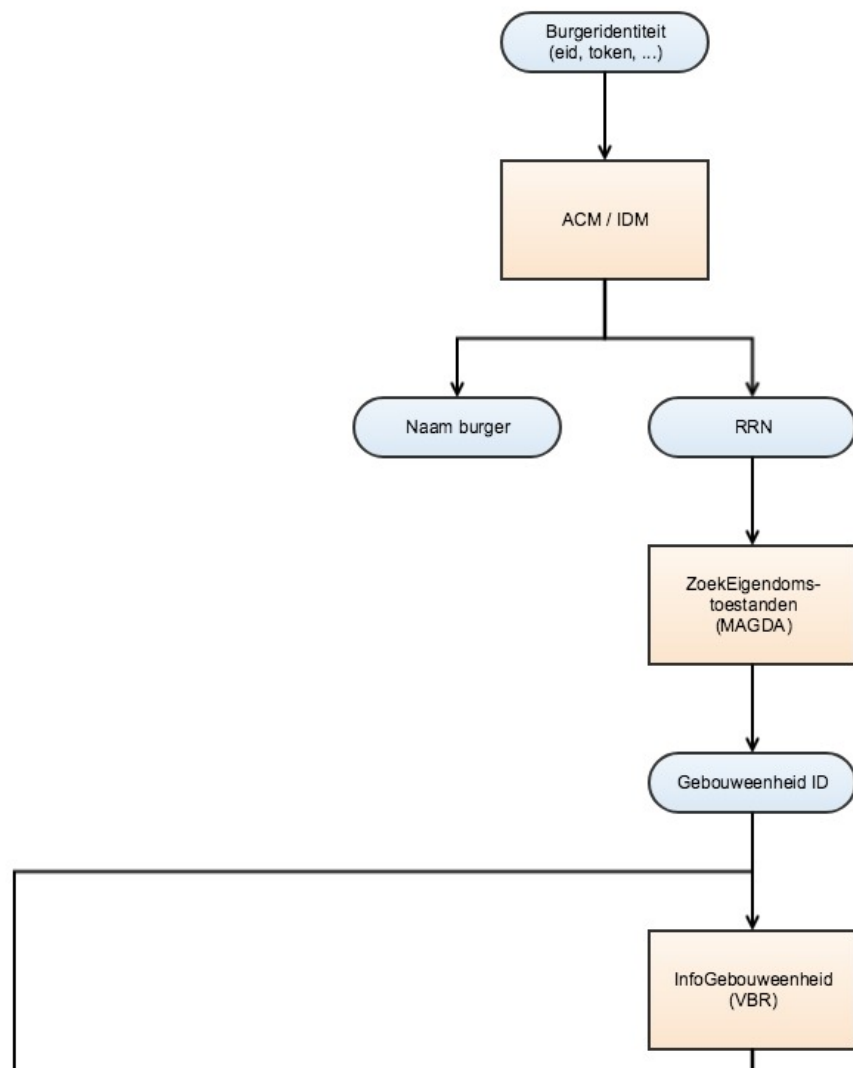 Burgeridentiteit
(eid, token, ...)
ACM / IDM
Naam burger
RRN
ZoekEigendoms-
toestanden
(MAGDA)
Gebouweenheid ID
InfoGebouweenheid
(VBR)